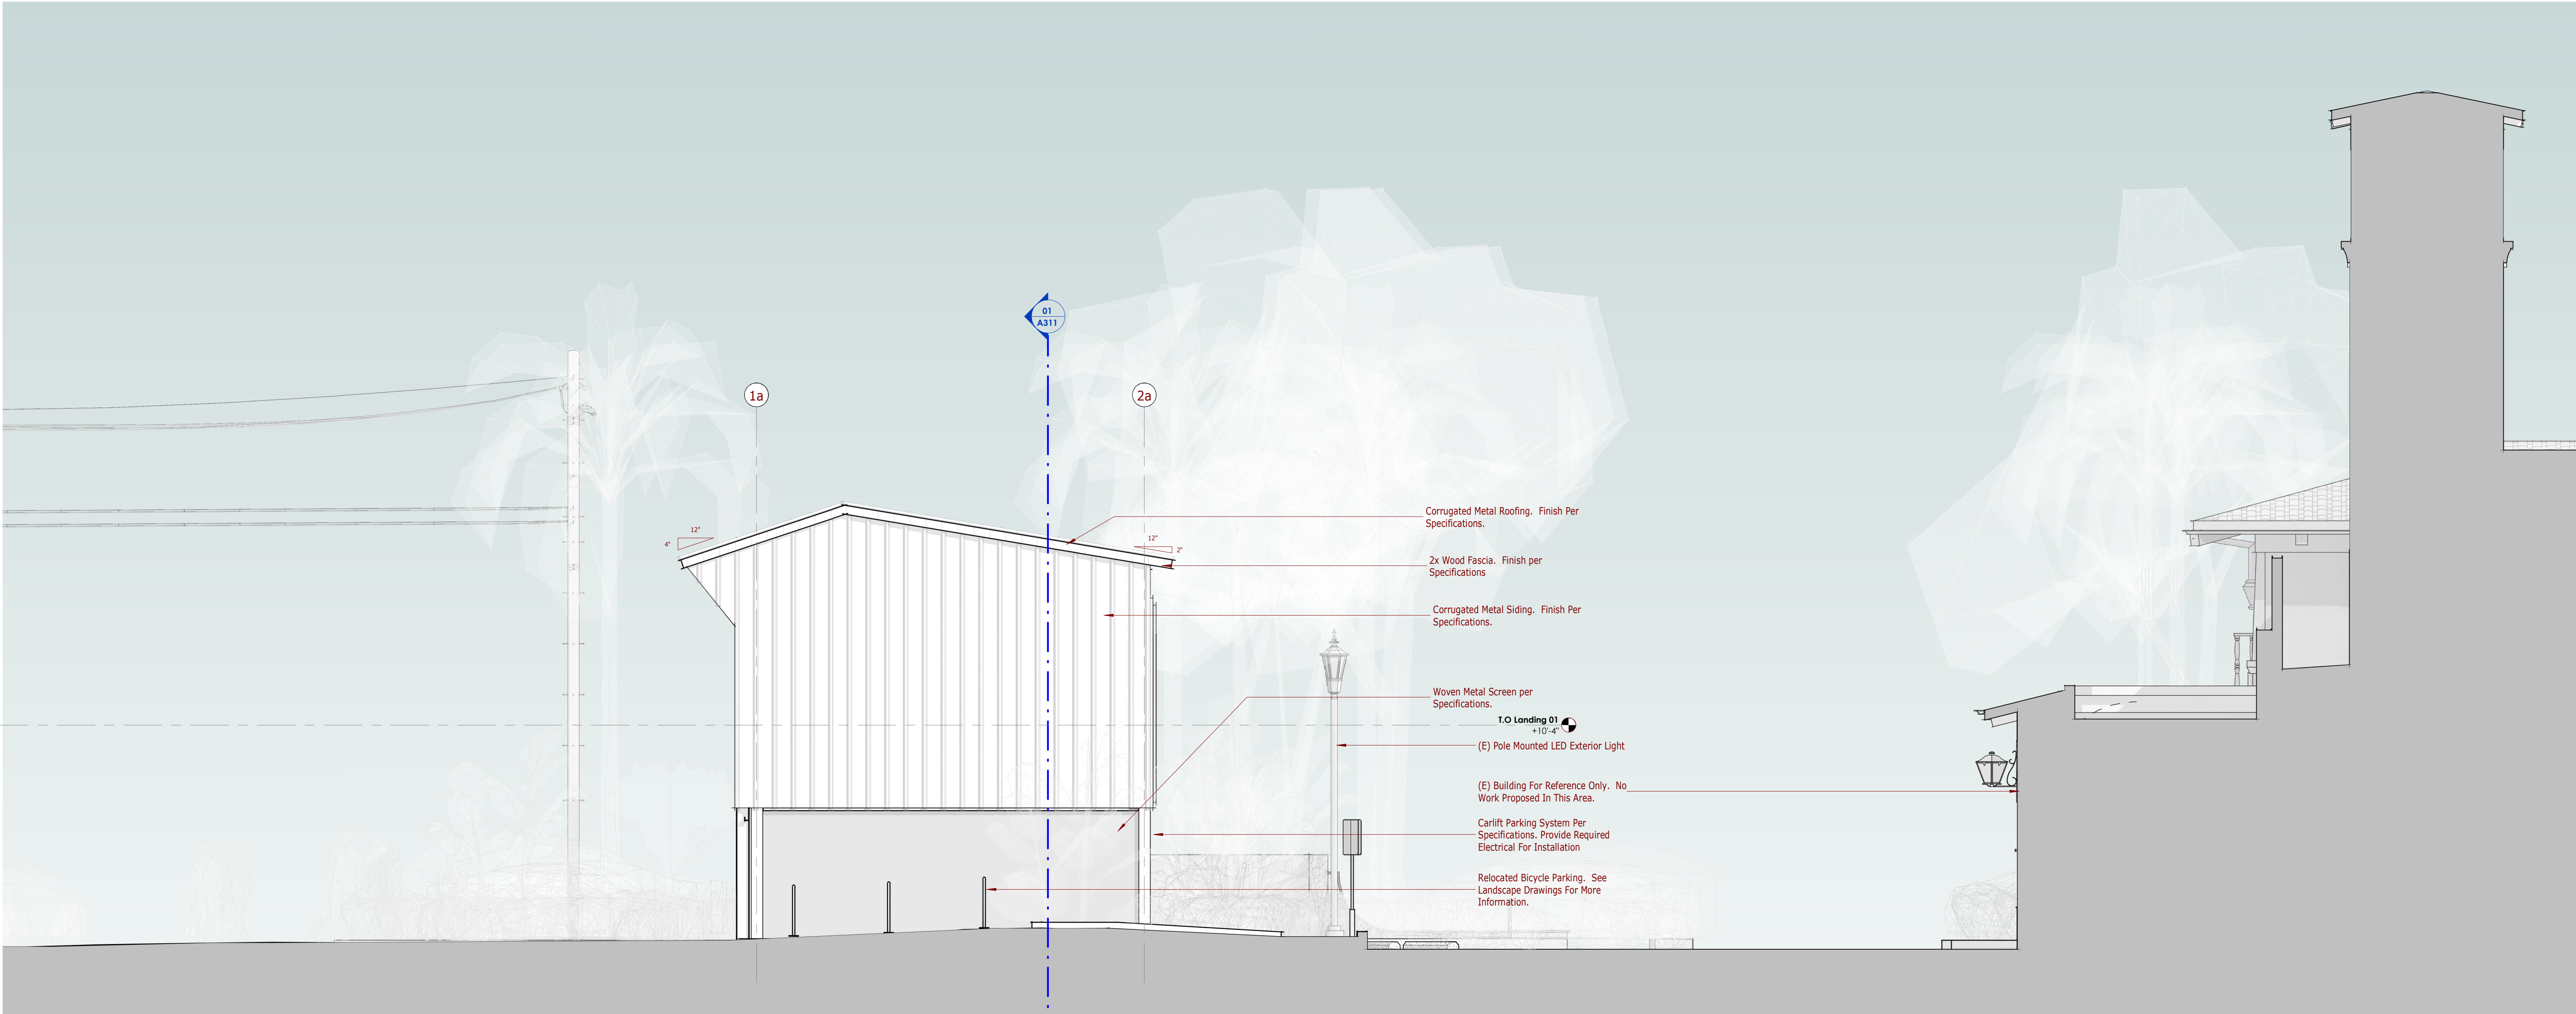 01
A311
1a
2a
12"
4"
12"
2"
Corrugated Metal Roofing.  Finish Per
Specifications.
2x Wood Fascia.  Finish per
Specifications
Corrugated Metal Siding.  Finish Per
Specifications.
Woven Metal Screen per
Specifications.
T.O Landing 01
+10'-4"
(E) Pole Mounted LED Exterior Light
(E) Building For Reference Only.  No
Work Proposed In This Area.
Carlift Parking System Per
Specifications. Provide Required
Electrical For Installation
Relocated Bicycle Parking.  See
Landscape Drawings For More
Information.